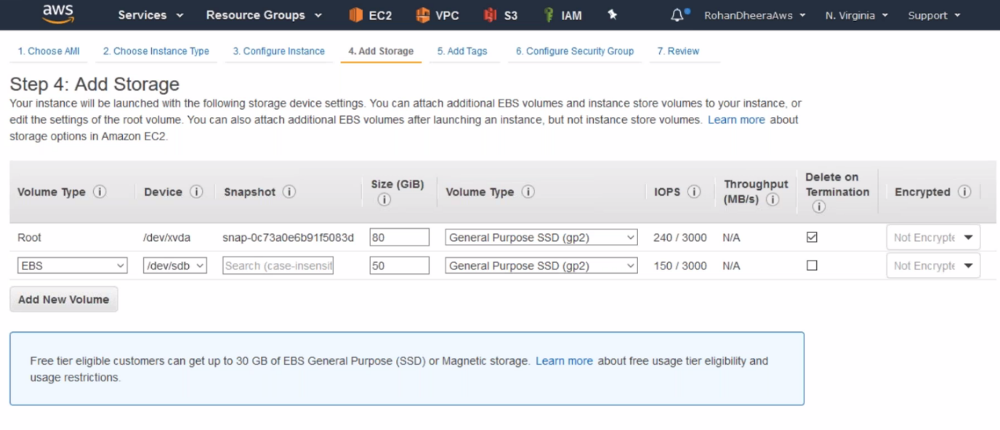 aws Services Resource Groups EC2 VPC S3 IAM RohanDheeraAws N. Virginia Support
1. Choose AMI 2. Choose Instance Type 3. Configure Instance 4. Add Storage 5. Add Tags 6. Configure Security Group 7. Review
Step 4: Add Storage
Your instance will be launched with the following storage device settings. You can attach additional EBS volumes and instance store volumes to your instance, or
edit the settings of the root volume. You can also attach additional EBS volumes after launching an instance, but not instance store volumes. Learn more about
storage options in Amazon EC2.
Volume Type Device Snapshot Size (GiB) Volume Type IOPS Throughput (MB/s) Delete on Termination Encrypted
Root /dev/xvda snap-0c73a0e6b91f5083d 80 General Purpose SSD (gp2) 240 / 3000 N/A Not Encrypte
EBS /dev/sdb Search (case-insensit 50 General Purpose SSD (gp2) 150 / 3000 N/A Not Encrypte
Add New Volume
Free tier eligible customers can get up to 30 GB of EBS General Purpose (SSD) or Magnetic storage. Learn more about free usage tier eligibility and
usage restrictions.